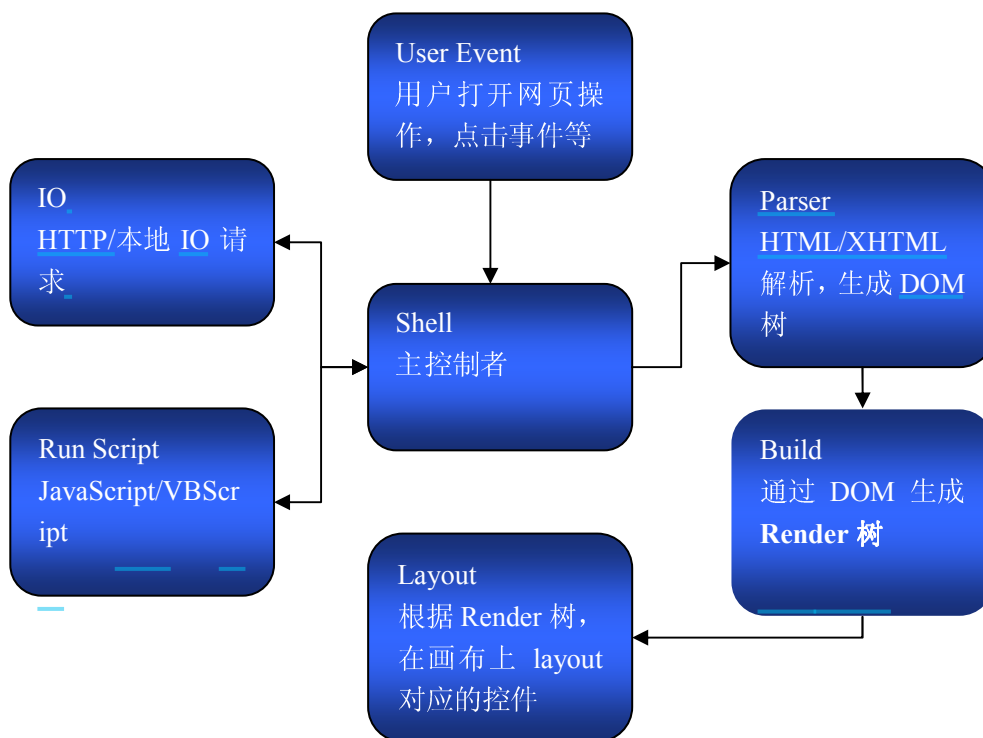 User Event
用户打开网页操
作，点击事件等
IO
HTTP/本地 IO 请
求
Parser
HTML/XHTML
解析，生成 DOM
树
Shell
主控制者
Run Script
JavaScript/VBScr
ipt
Build
通过 DOM 生成
Render 树
Layout
根据 Render 树，
在画布上 layout
对应的控件